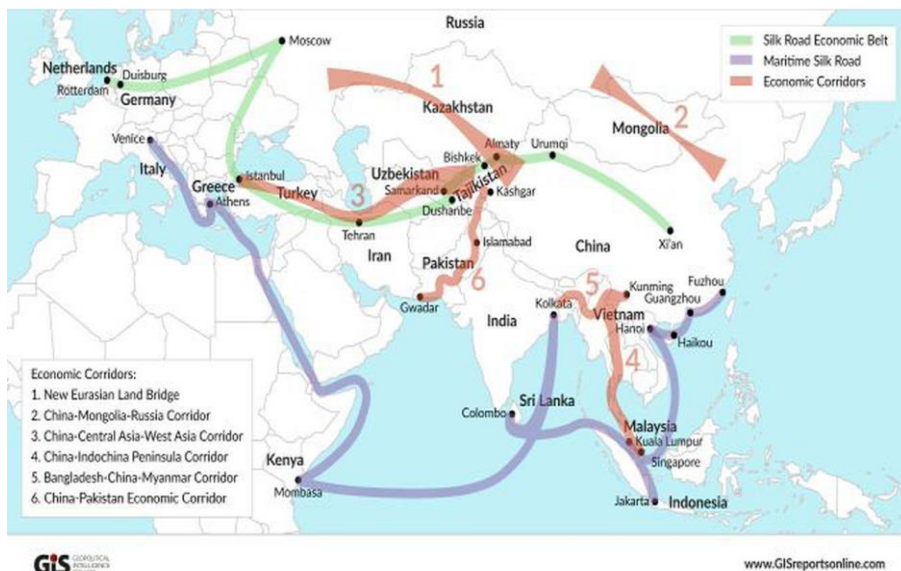 Russia
Silk Road Economic Belt
Maritime Silk Road
Economic Corridors
Moscow
Netherlands
Duisburg
Rotterdam
Germany
1
Kazakhstan
2
Mongolia
Venice
Italy
Almaty
Urumqi
Bishkek
Uzbekistan
Tajikistan
Samarkand
Kashgar
Dushanbe
Istanbul
Greece
Turkey
Athens
3
Tehran
Iran
Islamabad
Pakistan
6
Gwadar
China
Xi'an
India
Kolkata
5
Kunming
Fuzhou
Guangzhou
Vietnam
Hanoi
Haikou
4
Colombo
Sri Lanka
Malaysia
Kuala Lumpur
Singapore
Jakarta
Indonesia
Kenya
Mombasa
Economic Corridors:
1. New Eurasian Land Bridge
2. China-Mongolia-Russia Corridor
3. China-Central Asia-West Asia Corridor
4. China-Indochina Peninsula Corridor
5. Bangladesh-China-Myanmar Corridor
6. China-Pakistan Economic Corridor
GIS
GEOPOLITICAL
INTELLIGENCE
www.GISreportsonline.com